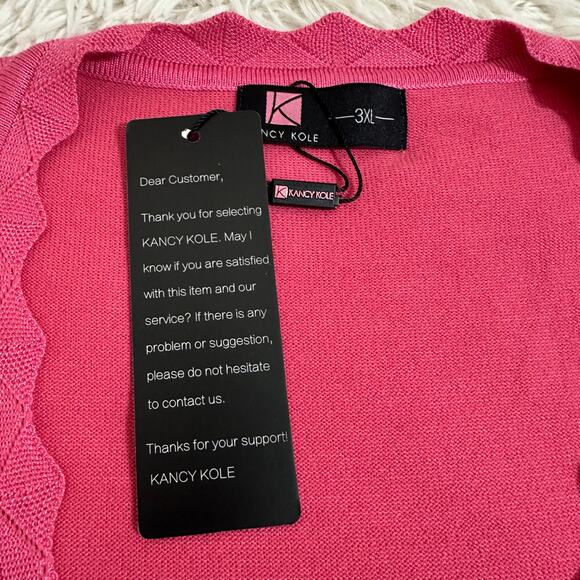 K
KOLE
—3XL—
K KANCY KOLE
Dear Customer,
Thank you for selecting
KANCY KOLE. May I
know if you are satisfied
with this item and our
service? If there is any
problem or suggestion,
please do not hesitate
to contact us.
Thanks for your support!
KANCY KOLE